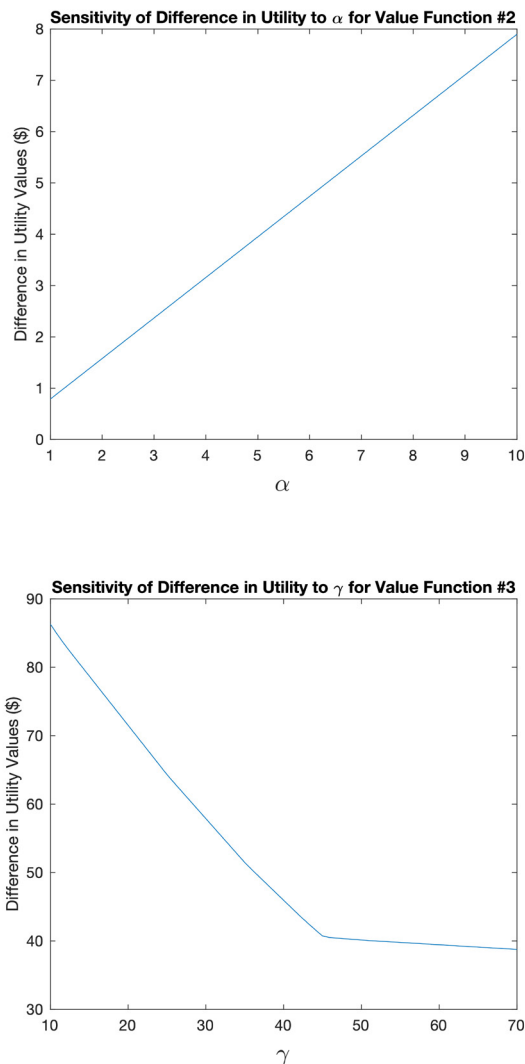 Sensitivity of Difference in Utility to α for Value Function #2
Difference in Utility Values ($)
8
7
6
5
4
3
2
1
0
1 2 3 4 5 6 7 8 9 10
α
Sensitivity of Difference in Utility to γ for Value Function #3
Difference in Utility Values ($)
90
80
70
60
50
40
30
10 20 30 40 50 60 70
γ